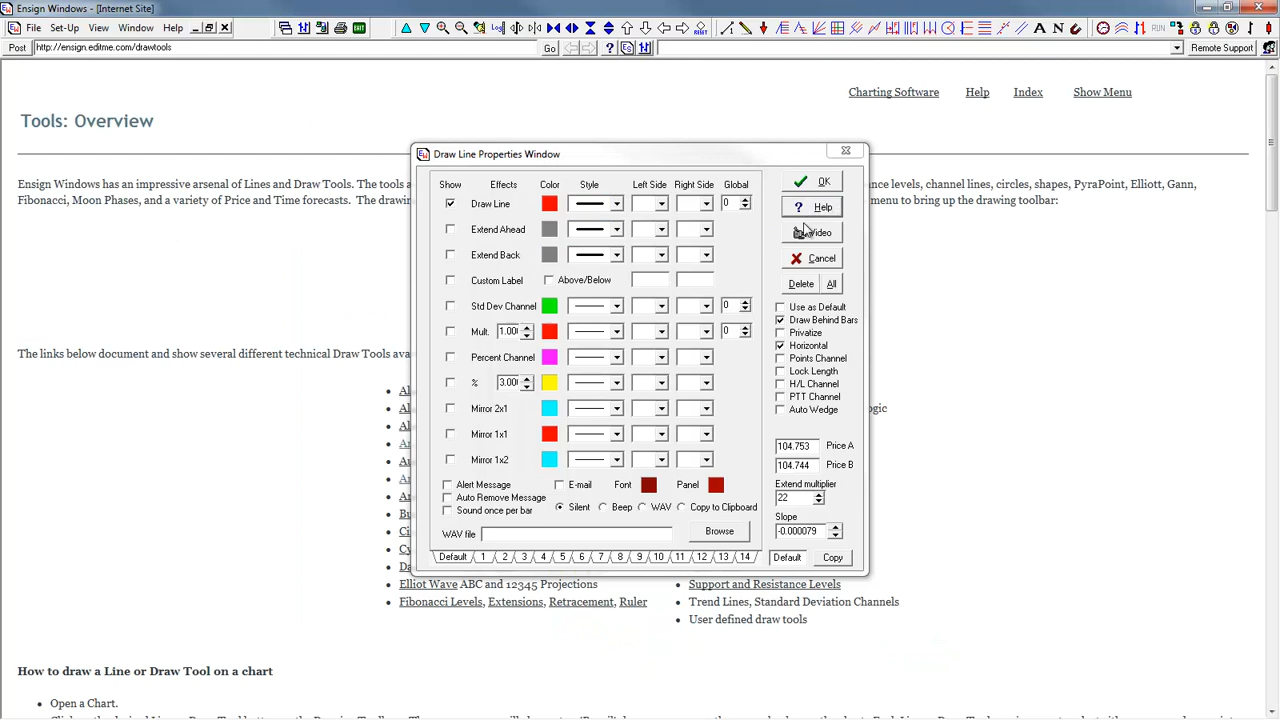 Ensign Windows - [Internet Site]
File Set-Up View Window Help
Post http://ensign.editme.com/drawtools Go Remote Support
Charting Software Help Index Show Menu
Tools: Overview
Ensign Windows has an impressive arsenal of Lines and Draw Tools. The tools a
nce levels, channel lines, circles, shapes, PyraPoint, Elliott, Gann,
Fibonacci, Moon Phases, and a variety of Price and Time forecasts. The
menu to bring up the drawing toolbar:
The links below document and show several different technical Draw Tools ava
Draw Line Properties Window
Show Effects Color Style Left Side Right Side Global
Draw Line 0
Extend Ahead
Extend Back
Custom Label Above/Below
Std Dev Channel 0
Mult. 1.00 0
Percent Channel
% 3.00
Mirror 2x1
Mirror 1x1
Mirror 1x2
Alert Message E-mail Font Panel
Auto Remove Message
Sound once per bar Silent Beep WAV Copy to Clipboard
WAV file Browse
Default 1 2 3 4 5 6 7 8 9 10 11 12 13 14
OK
Help
Video
Cancel
Delete All
Use as Default
Draw Behind Bars
Privatize
Horizontal
Points Channel
Lock Length
H/L Channel
PTT Channel
Auto Wedge
104.753 Price A
104.744 Price B
Extend multiplier
22
Slope
-0.000079
Default Copy
ogic
Elliot Wave ABC and 12345 Projections
Fibonacci Levels, Extensions, Retracement, Ruler
Support and Resistance Levels
Trend Lines, Standard Deviation Channels
User defined draw tools
How to draw a Line or Draw Tool on a chart
Open a Chart.